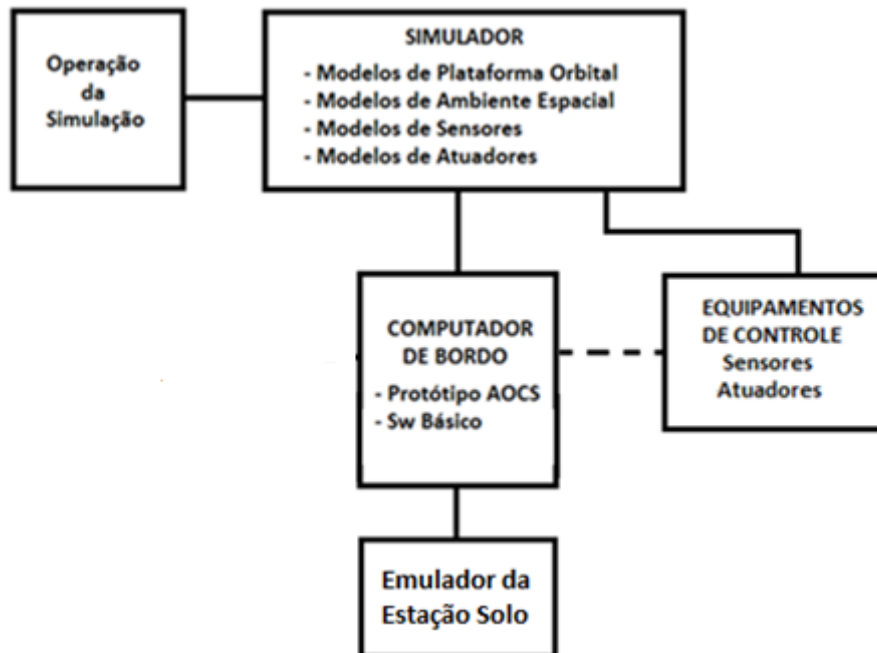 Operação
da
Simulação
SIMULADOR
- Modelos de Plataforma Orbital
- Modelos de Ambiente Espacial
- Modelos de Sensores
- Modelos de Atuadores
COMPUTADOR
DE BORDO
- Protótipo AOCS
- Sw Básico
EQUIPAMENTOS
DE CONTROLE
Sensores
Atuadores
Emulador da
Estação Solo